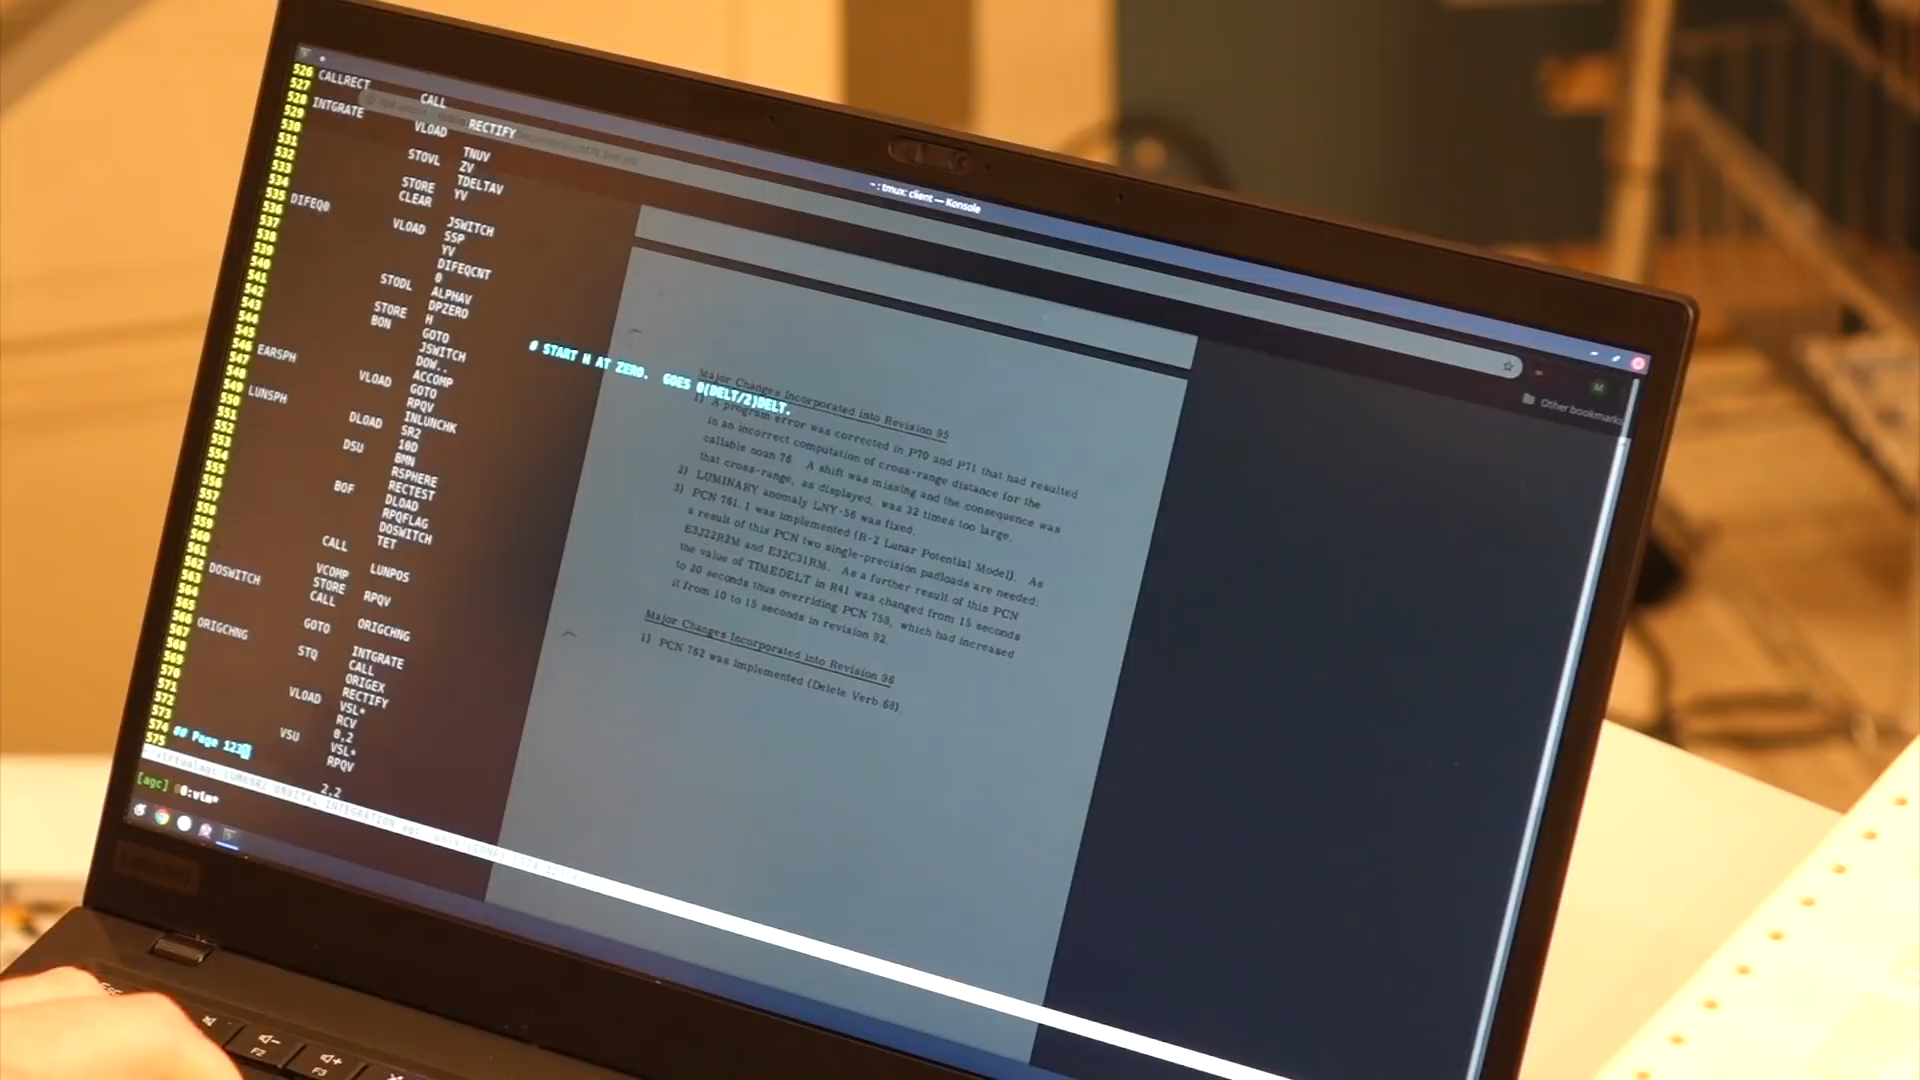 ~ : tmux: client — Konsole
Other bookmarks
M
526 CALLRECT CALL
527 RECTIFY
528 INTGRATE VLOAD
529 TNUV
530 STOVL ZV
531 TDELTAV
532 STORE YV
533 CLEAR
534 JSWITCH
535 DIFEQ0 VLOAD SSP
536 YV
537 DIFEQCNT
538 0
539 STODL ALPHAV
540 DPZERO
541 STORE H # START H AT ZERO. GOES 0(DELT/2)DELT.
542 BON GOTO
543 JSWITCH
544 DOW..
545 ACCOMP
546 EARSPH VLOAD GOTO
547 RPQV
548 INLUNCHK
549 LUNSPH DLOAD SR2
550 10D
551 DSU BMN
552 RSPHERE
553 RECTEST
554 BOF DLOAD
555 RPQFLAG
556 DOSWITCH
557 TET
558 CALL
559 LUNPOS
560 VCOMP
561 STORE
562 DOSWITCH CALL RPQV
563
564 ORIGCHNG
565 GOTO
566 INTGRATE
567 ORIGCHNG STQ CALL
568 ORIGEX
569 RECTIFY
570 VLOAD VSL*
571 RCV
572 0,2
573 VSU VSL*
574 ## Page 123 RPQV
575 2,2
ORBITAL INTEGRATION
[agc] 0:vim*
Major Changes Incorporated into Revision 95
1) A program error was corrected in P70 and P71 that had resulted
in an incorrect computation of cross-range distance for the
callable noun 76. A shift was missing and the consequence was
that cross-range, as displayed, was 32 times too large.
2) LUMINARY anomaly LNY-56 was fixed.
3) PCN 761.1 was implemented (R-2 Lunar Potential Model). As
a result of this PCN two single-precision padloads are needed:
E3J22R2M and E32C31RM. As a further result of this PCN
the value of TIMEDELT in R41 was changed from 15 seconds
to 20 seconds thus overriding PCN 753, which had increased
it from 10 to 15 seconds in revision 92.
Major Changes Incorporated into Revision 96
1) PCN 762 was implemented (Delete Verb 68).
Esc
F2
F3